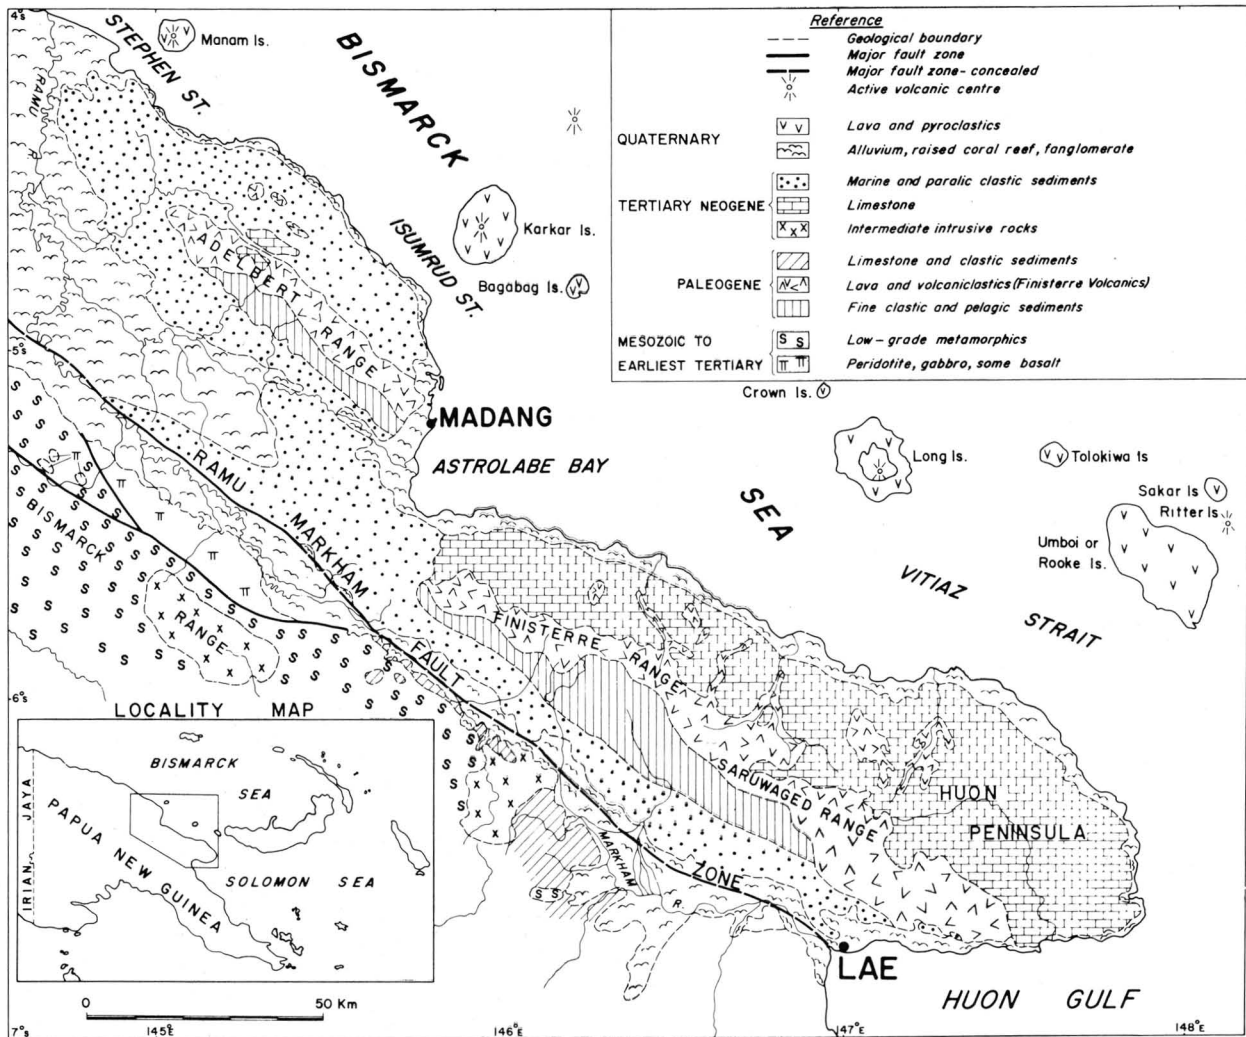 4°s
STEPHEN ST.
Manam Is.
BISMARCK
SEA
RAMU
R.
Karkar Is.
Bagabag Is.
ISUMRUD ST.
ADELBERT
RANGE
5°s
MADANG
ASTROLABE BAY
Reference
Geological boundary
Major fault zone
Major fault zone-concealed
Active volcanic centre
QUATERNARY
Lava and pyroclastics
Alluvium, raised coral reef, fanglomerate
TERTIARY NEOGENE
Marine and paralic clastic sediments
Limestone
Intermediate intrusive rocks
PALEOGENE
Limestone and clastic sediments
Lava and volcaniclastics (Finisterre Volcanics)
Fine clastic and pelagic sediments
MESOZOIC TO
EARLIEST TERTIARY
Low-grade metamorphics
Peridotite, gabbro, some basalt
Crown Is.
Long Is.
Tolokiwa Is
Sakar Is
Ritter Is
Umboi or
Rooke Is.
VITIAZ
STRAIT
RAMU
MARKHAM
FAULT
ZONE
BISMARCK
RANGE
FINISTERRE
RANGE
SARUWAGED RANGE
HUON
PENINSULA
MARKHAM
R.
6°s
LOCALITY MAP
BISMARCK
SEA
IRIAN JAYA
PAPUA NEW GUINEA
SOLOMON SEA
LAE
HUON GULF
0 50 Km
7°s
145°E
146°E
147°E
148°E